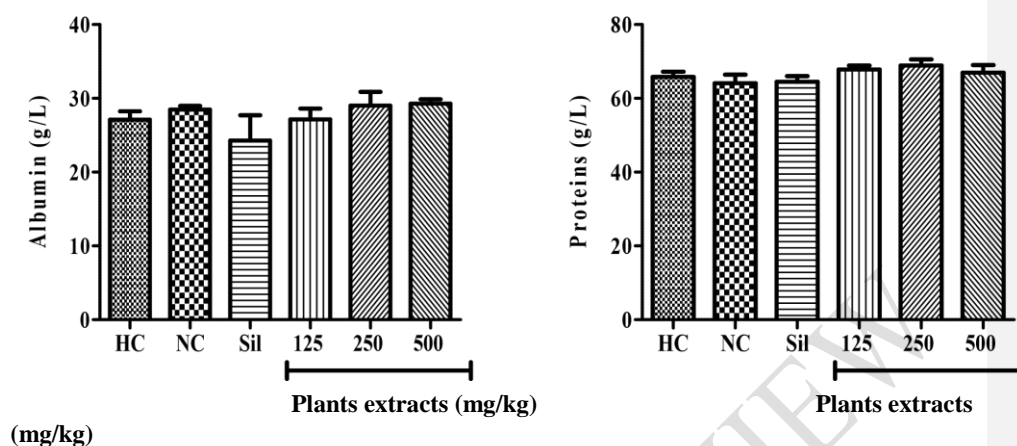 Albumin (g/L)
40
30
20
10
0
HC NC Sil 125 250 500
Plants extracts (mg/kg)
Proteins (g/L)
80
60
40
20
0
HC NC Sil 125 250 500
Plants extracts
(mg/kg)
VIEW